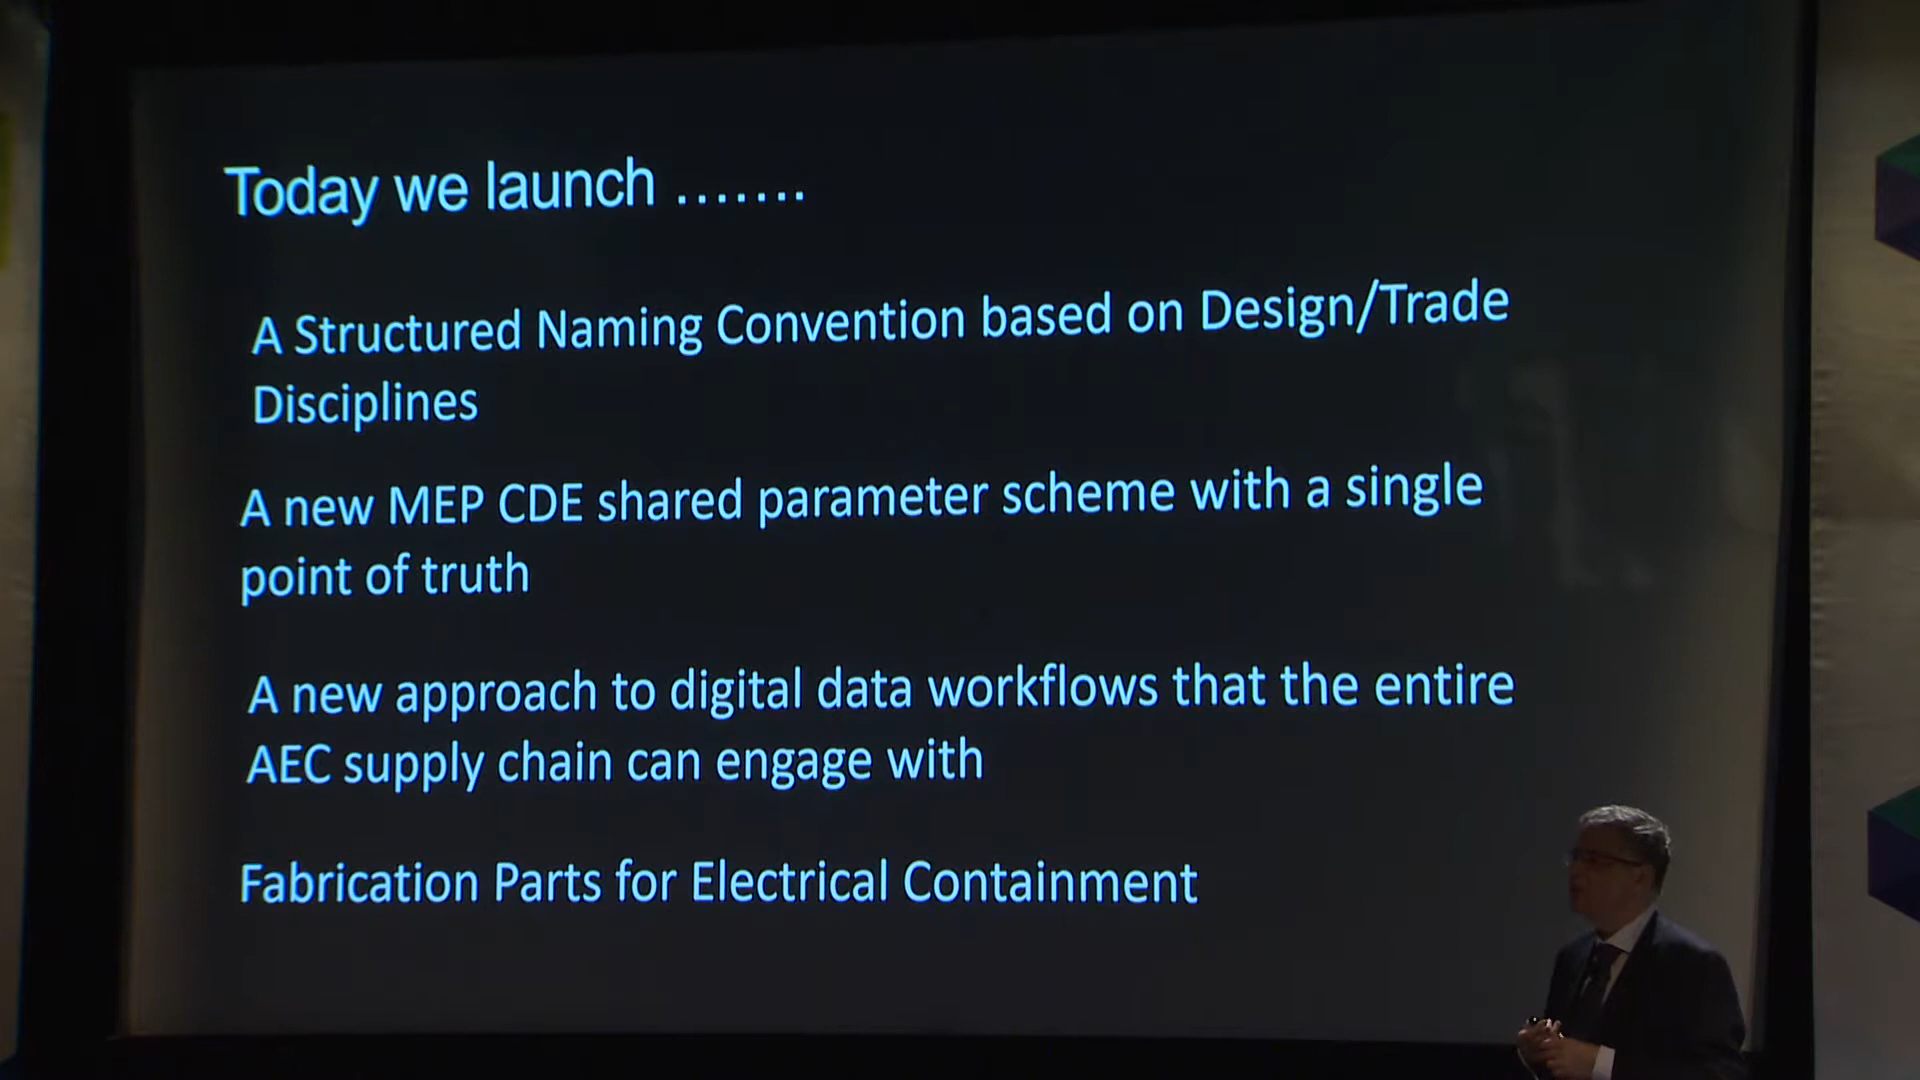 Today we launch .......
A Structured Naming Convention based on Design/Trade
Disciplines
A new MEP CDE shared parameter scheme with a single
point of truth
A new approach to digital data workflows that the entire
AEC supply chain can engage with
Fabrication Parts for Electrical Containment